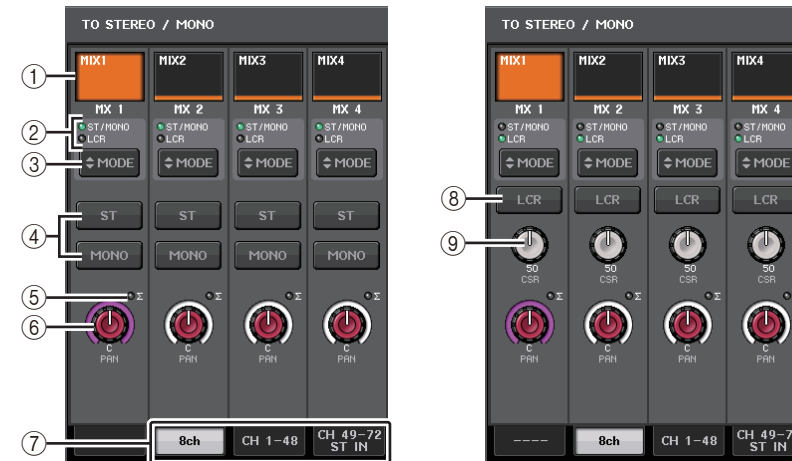 TO STEREO / MONO
MIX1 MIX2 MIX3 MIX4
①
MX 1 MX 2 MX 3 MX 4
② ST/MONO ST/MONO ST/MONO ST/MONO
LCR LCR LCR LCR
③ MODE MODE MODE MODE
④ ST ST ST ST
MONO MONO MONO MONO
⑤ Σ Σ Σ Σ
⑥
C C C C
PAN PAN PAN PAN
⑦ 8ch CH 1-48 CH 49-72
ST IN
TO STEREO / MONO
MIX1 MIX2 MIX3 MIX4
MX 1 MX 2 MX 3 MX 4
ST/MONO ST/MONO ST/MONO ST/MONO
LCR LCR LCR LCR
MODE MODE MODE MODE
⑧ LCR LCR LCR LCR
⑨
50 50 50 50
CSR CSR CSR CSR
Σ Σ Σ
C C C C
PAN PAN PAN PAN
---- 8ch CH 1-48 CH 49-7
ST IN